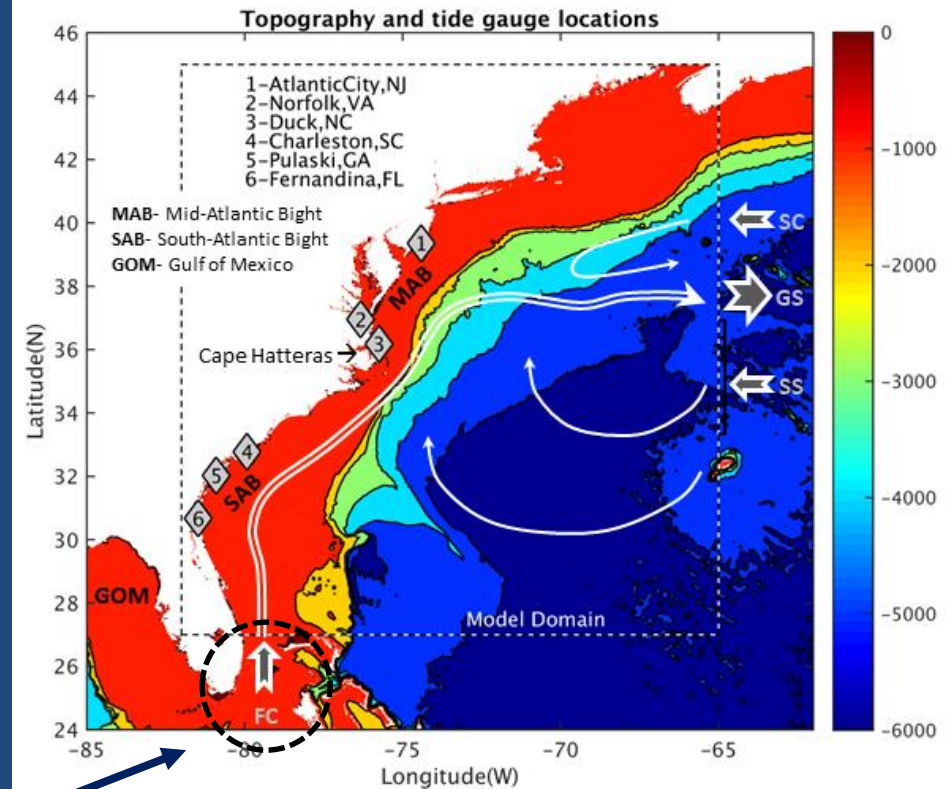 Topography and tide gauge locations
1-AtlanticCity,NJ
2-Norfolk,VA
3-Duck,NC
4-Charleston,SC
5-Pulaski,GA
6-Fernandina,FL
MAB- Mid-Atlantic Bight
SAB- South-Atlantic Bight
GOM- Gulf of Mexico
SC
1
MAB
GS
2
3
Cape Hatteras
SS
4
5
SAB
6
GOM
Model Domain
FC
Latitude(N)
46
44
42
40
38
36
34
32
30
28
26
24
-85
-80
-75
-70
-65
Longitude(W)
0
-1000
-2000
-3000
-4000
-5000
-6000